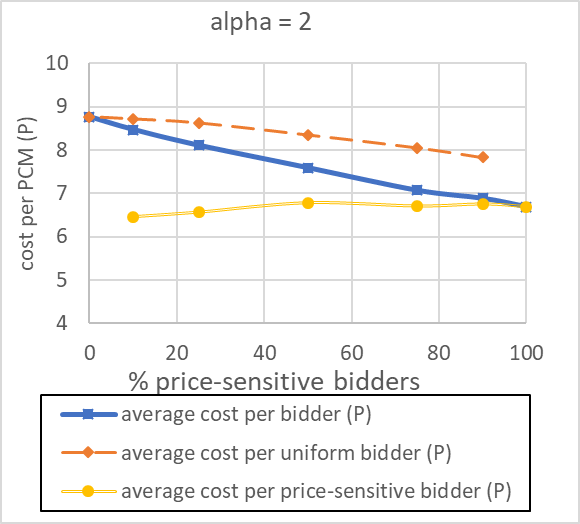 alpha = 2
cost per PCM (P)
10
9
8
7
6
5
4
0 20 40 60 80 100
% price-sensitive bidders
average cost per bidder (P)
average cost per uniform bidder (P)
average cost per price-sensitive bidder (P)